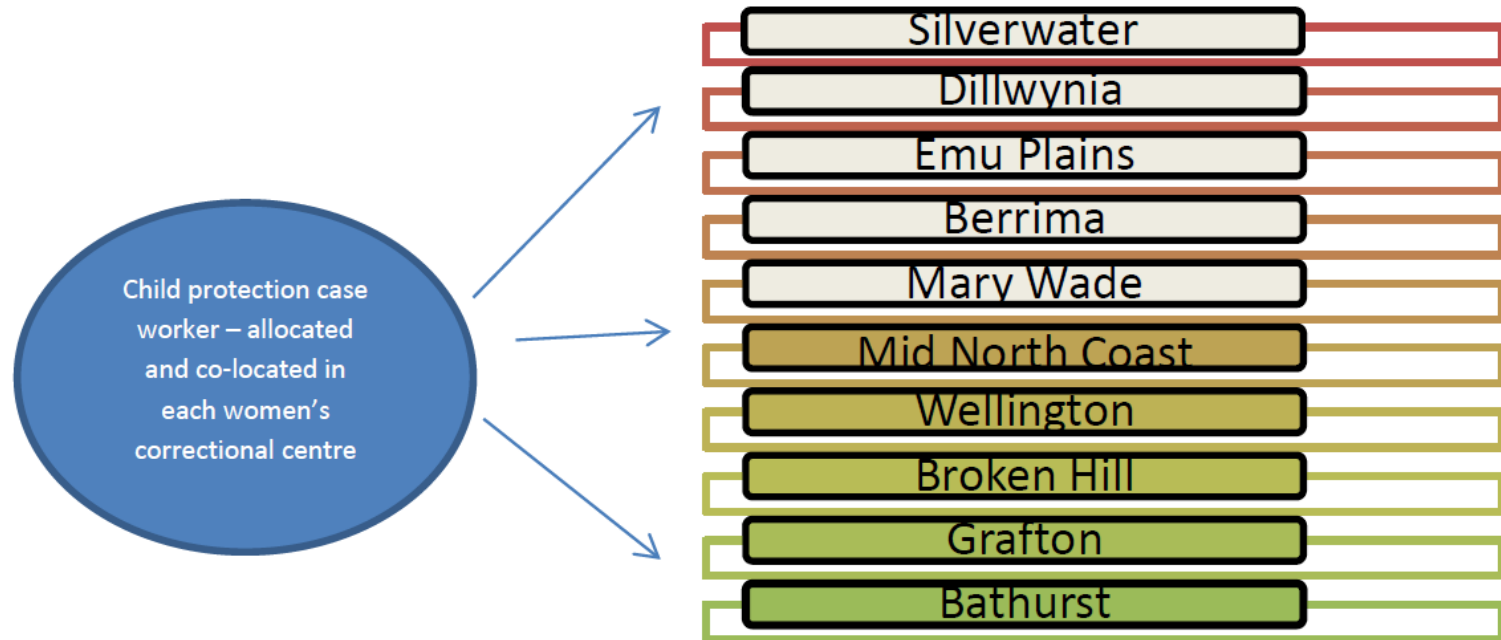 Silverwater
Dillwynia
Emu Plains
Berrima
Mary Wade
Mid North Coast
Wellington
Broken Hill
Grafton
Bathurst
Child protection case
worker – allocated
and co-located in
each women's
correctional centre